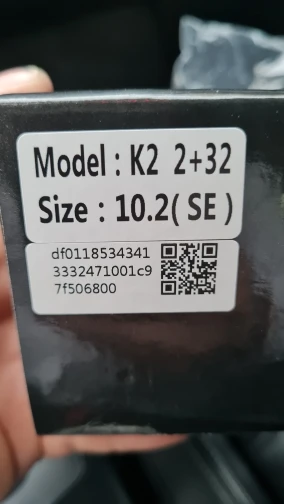 Model : K2 2+32
Size : 10.2( SE )
df0118534341
3332471001c9
7f506800